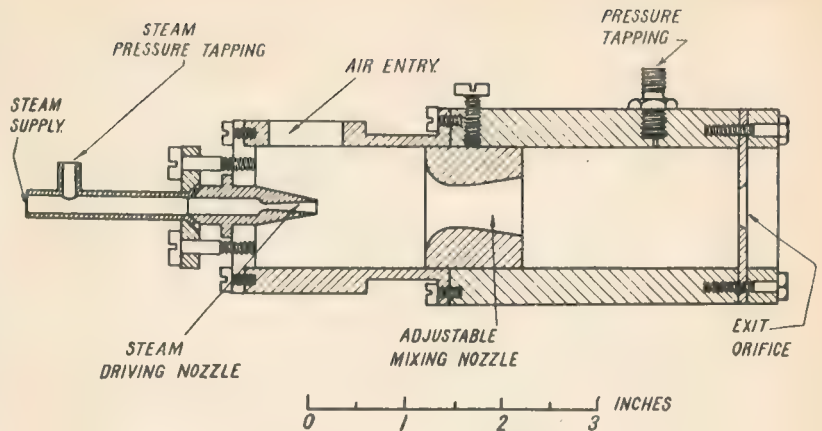 STEAM
PRESSURE TAPPING
PRESSURE
TAPPING
AIR ENTRY.
STEAM
SUPPLY.
STEAM
DRIVING NOZZLE
ADJUSTABLE
MIXING NOZZLE
EXIT
ORIFICE
INCHES
0 1 2 3